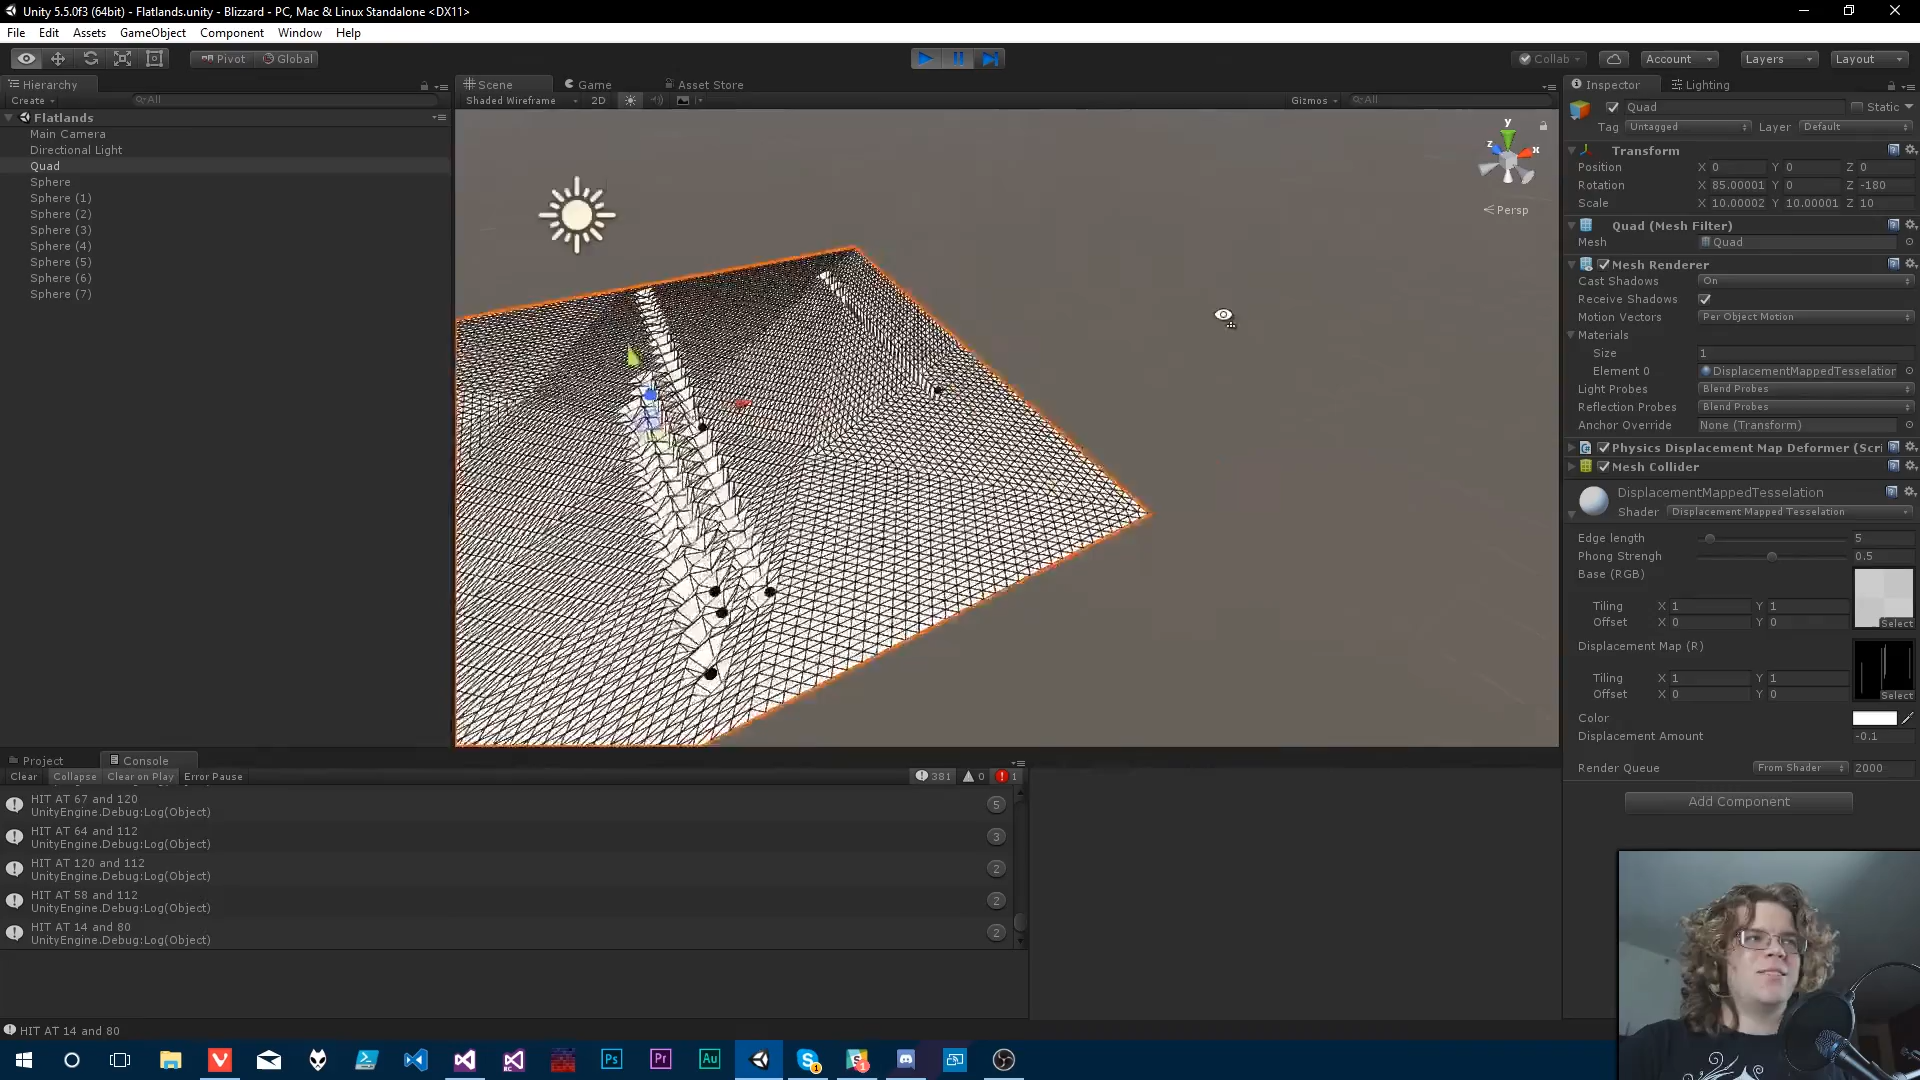 Unity 5.5.0f3 (64bit) - Flatlands.unity - Blizzard - PC, Mac & Linux Standalone <DX11>
File Edit Assets GameObject Component Window Help
Pivot Global Collab Account Layers Layout
Hierarchy
Create All
Flatlands
Main Camera
Directional Light
Quad
Sphere
Sphere (1)
Sphere (2)
Sphere (3)
Sphere (4)
Sphere (5)
Sphere (6)
Sphere (7)
Scene Game Asset Store
Shaded Wireframe 2D Gizmos All
y
z x
Persp
Inspector Lighting
Quad Static
Tag Untagged Layer Default
Transform
Position X 0 Y 0 Z 0
Rotation X 85.00001 Y 0 Z -180
Scale X 10.00002 Y 10.00001 Z 10
Quad (Mesh Filter)
Mesh Quad
Mesh Renderer
Cast Shadows On
Receive Shadows
Motion Vectors Per Object Motion
Materials
Size 1
Element 0 DisplacementMappedTesselation
Light Probes Blend Probes
Reflection Probes Blend Probes
Anchor Override None (Transform)
Physics Displacement Map Deformer (Scri
Mesh Collider
DisplacementMappedTesselation
Shader Displacement Mapped Tesselation
Edge length 5
Phong Strengh 0.5
Base (RGB)
Tiling X 1 Y 1
Offset X 0 Y 0
Select
Displacement Map (R)
Tiling X 1 Y 1
Offset X 0 Y 0
Select
Color
Displacement Amount -0.1
Render Queue From Shader 2000
Add Component
Project Console
Clear Collapse Clear on Play Error Pause 381 0 1
HIT AT 67 and 120
UnityEngine.Debug:Log(Object)
5
HIT AT 64 and 112
UnityEngine.Debug:Log(Object)
3
HIT AT 120 and 112
UnityEngine.Debug:Log(Object)
2
HIT AT 58 and 112
UnityEngine.Debug:Log(Object)
2
HIT AT 14 and 80
UnityEngine.Debug:Log(Object)
2
HIT AT 14 and 80
Ps Pr Au